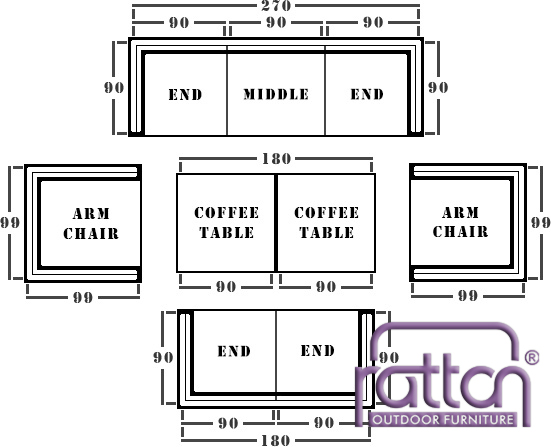 270
90 90 90
90 END MIDDLE END 90
180
99 ARM CHAIR COFFEE TABLE COFFEE TABLE ARM CHAIR 99
90 90
99 99
90 END END 90
90 90
180
rattan®
OUTDOOR FURNITURE